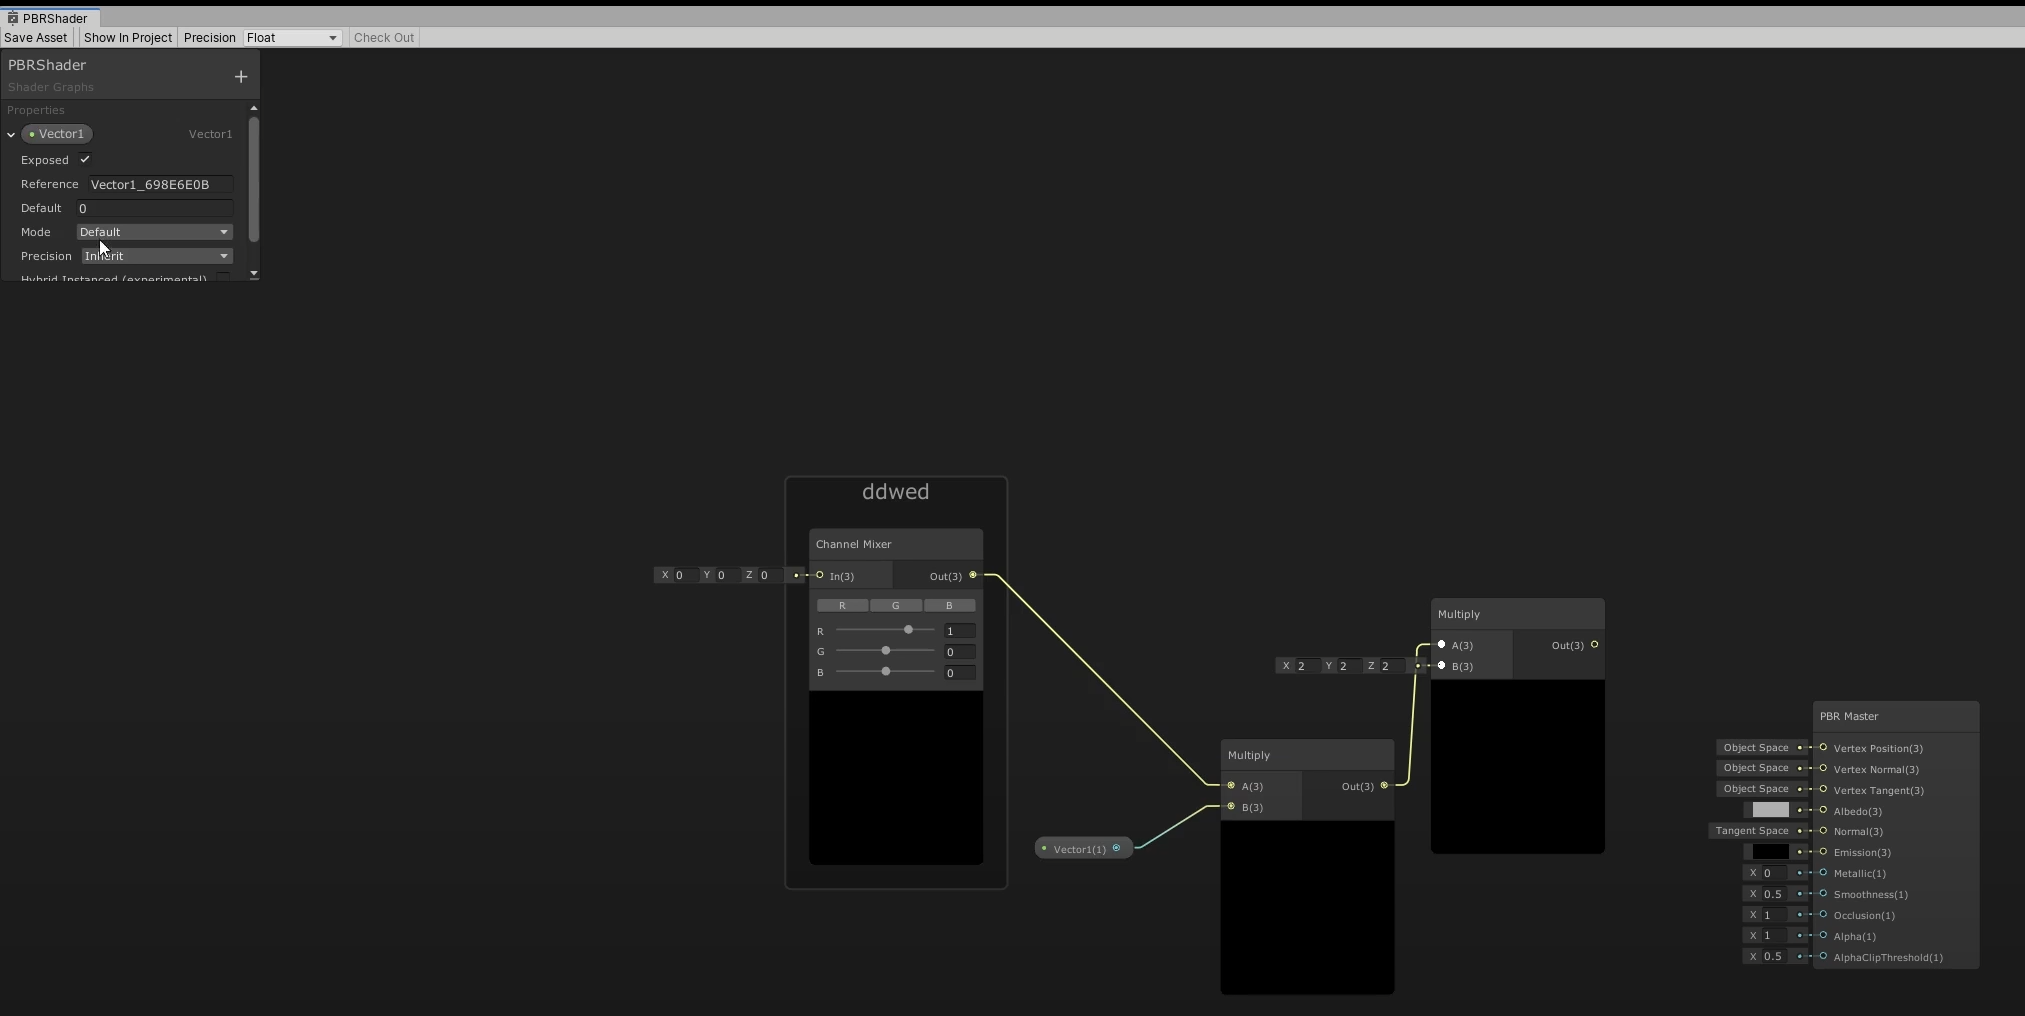 PBRShader
Save Asset Show In Project Precision Float Check Out
PBRShader
+
Shader Graphs
Properties
Vector1 Vector1
Exposed
Reference Vector1_698E6E0B
Default 0
Mode Default
Precision Inherit
Hybrid Instanced (experimental)
ddwed
Channel Mixer
X 0 Y 0 Z 0 In(3) Out(3)
R G B
R 1
G 0
B 0
Multiply
A(3) Out(3)
X 2 Y 2 Z 2 B(3)
Multiply
A(3) Out(3)
B(3)
Vector1(1)
PBR Master
Object Space Vertex Position(3)
Object Space Vertex Normal(3)
Object Space Vertex Tangent(3)
Albedo(3)
Tangent Space Normal(3)
Emission(3)
X 0 Metallic(1)
X 0.5 Smoothness(1)
X 1 Occlusion(1)
X 1 Alpha(1)
X 0.5 AlphaClipThreshold(1)